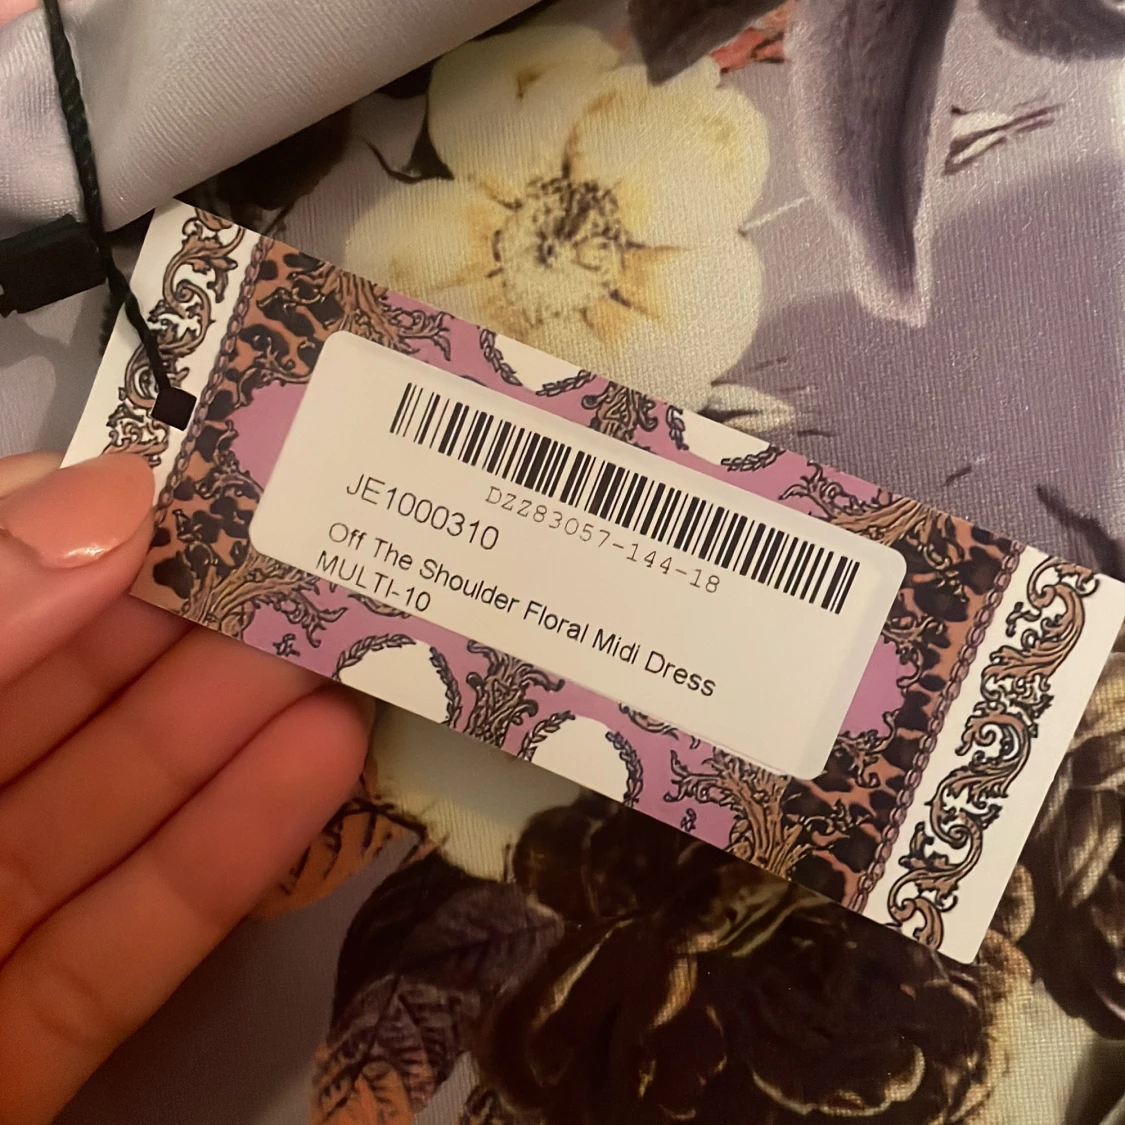 DZZ83057-144-18
JE1000310
Off The Shoulder Floral Midi Dress
MULTI-10